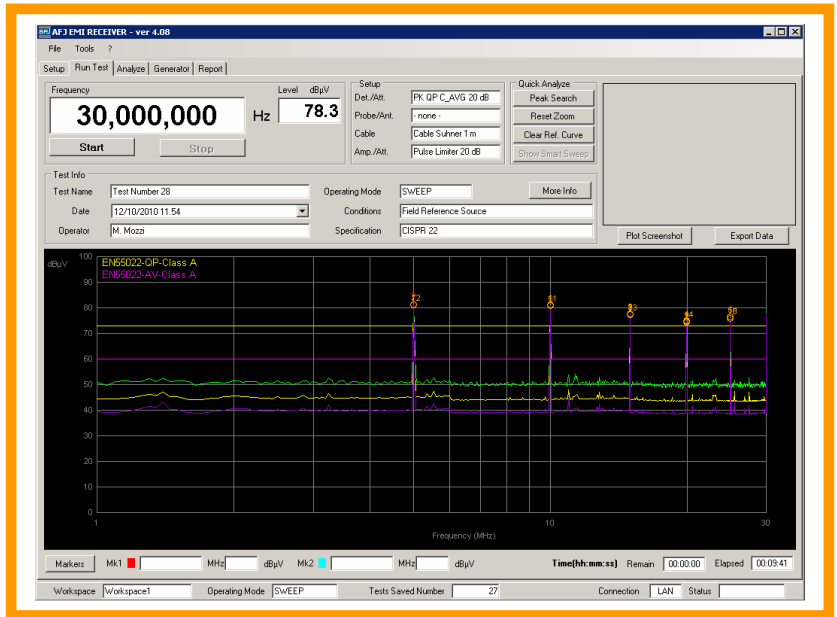 AFJ EMI RECEIVER - ver 4.08
File Tools ?
Setup Run Test Analyze Generator Report
Frequency
30,000,000 Hz
Level dBµV
78.3
Start Stop
Setup
Det./Att. PK QP C_AVG 20 dB
Probe/Ant. - none -
Cable Cable Suhner 1 m
Amp./Att. Pulse Limiter 20 dB
Quick Analyze
Peak Search
Reset Zoom
Clear Ref. Curve
Show Smart Sweep
Test Info
Test Name Test Number 28 Operating Mode SWEEP More Info
Date 12/10/2010 11.54 Conditions Field Reference Source
Operator M. Mozzi Specification CISPR 22
Plot Screenshot Export Data
dBµV
EN55022-QP-Class A
EN55022-AV-Class A
100
90
80
70
60
50
40
30
20
10
0
1 10 30
Frequency (MHz)
Markers Mk1 MHz dBµV Mk2 MHz dBµV Time(hh:mm:ss) Remain 00:00:00 Elapsed 00:09:41
Workspace Workspace1 Operating Mode SWEEP Tests Saved Number 27 Connection LAN Status